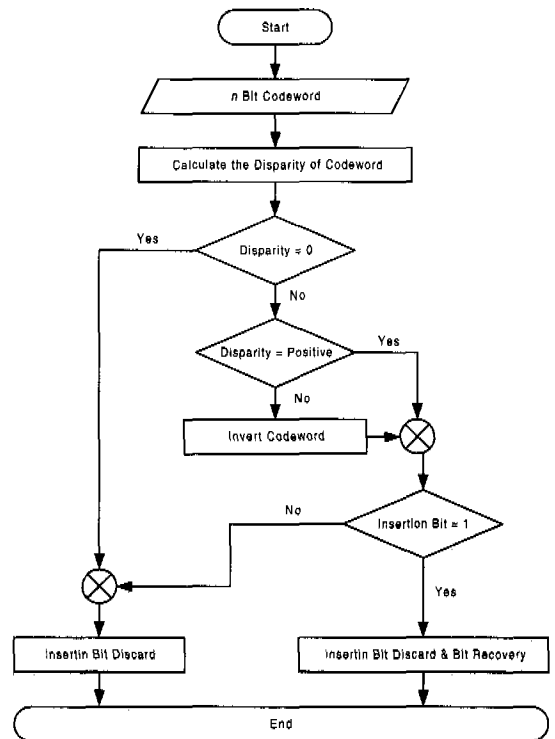 Start
n Bit Codeword
Calculate the Disparity of Codeword
Yes
Disparity = 0
No
Disparity = Positive
Yes
No
Invert Codeword
No
Insertion Bit = 1
Yes
Insertin Bit Discard
Insertin Bit Discard & Bit Recovery
End